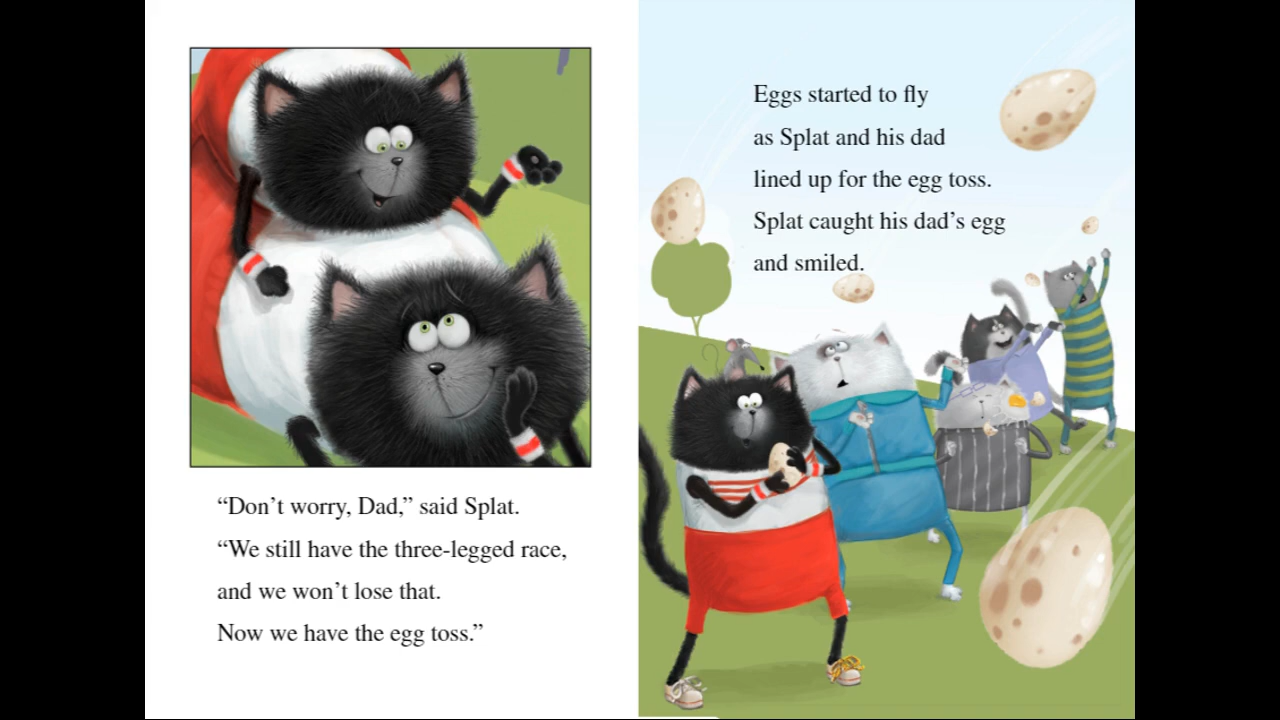 “Don’t worry, Dad,” said Splat.
“We still have the three-legged race,
and we won’t lose that.
Now we have the egg toss.”
Eggs started to fly
as Splat and his dad
lined up for the egg toss.
Splat caught his dad’s egg
and smiled.